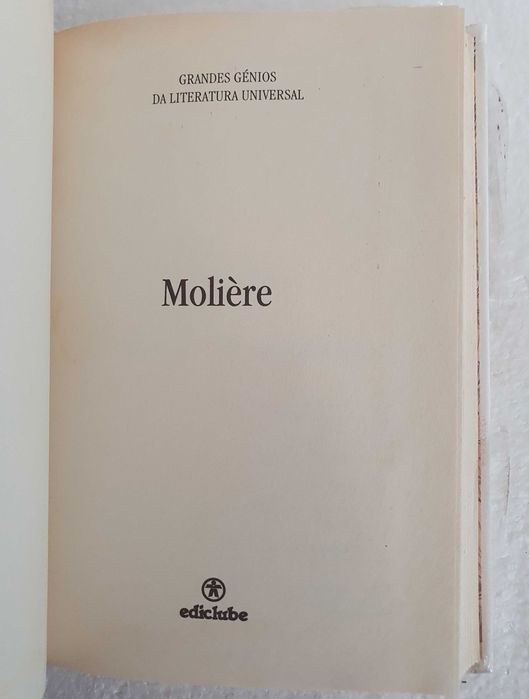 GRANDES GÉNIOS
DA LITERATURA UNIVERSAL
Molière
ediclube